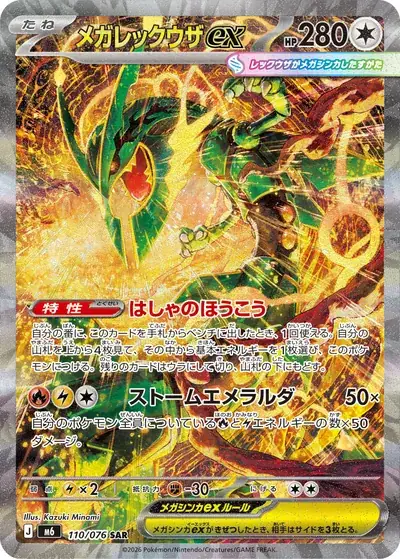 たね メガレックウザex HP280
レックウザがメガシンカしたすがた
特性 とくせい はしゃのほうこう
自分の番に、このカードを手札からベンチに出したとき、1回使える。自分の
山札を上から4枚見て、その中から基本エネルギーを1枚選び、このポケ
モンにつける。残りのカードはウラにして切り、山札の下にもどす。
ストームエメラルダ 50×
自分のポケモン全員についている炎と雷エネルギーの数×50
ダメージ。
弱点 ×2 抵抗力 -30 にげる
メガシンカexルール
メガシンカexがきぜつしたとき、相手はサイドを3枚とる。
Illus. Kazuki Minami
J M6 110/076 SAR
©2026 Pokémon/Nintendo/Creatures/GAME FREAK.